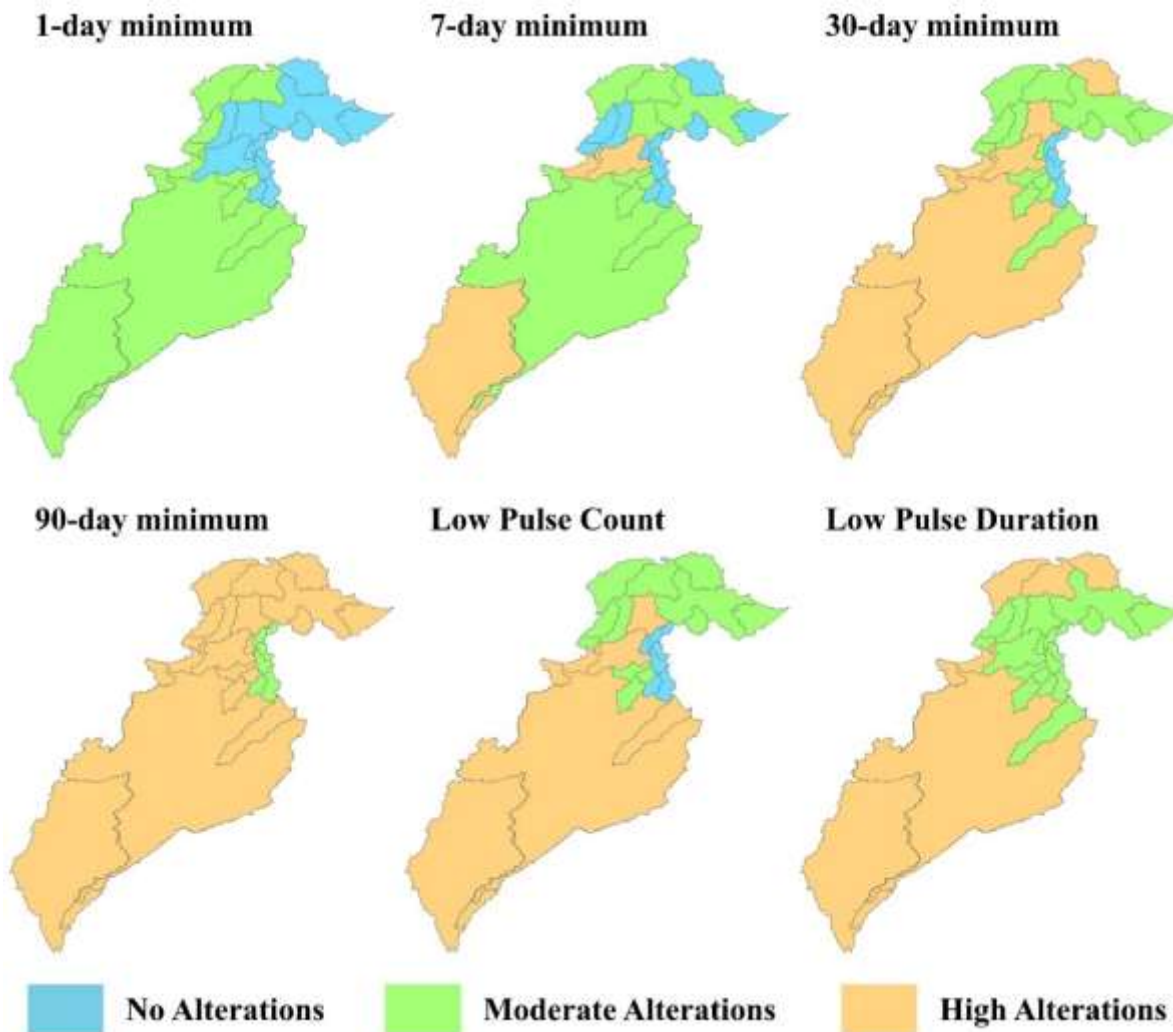 1-day minimum 7-day minimum 30-day minimum
90-day minimum Low Pulse Count Low Pulse Duration
No Alterations Moderate Alterations High Alterations